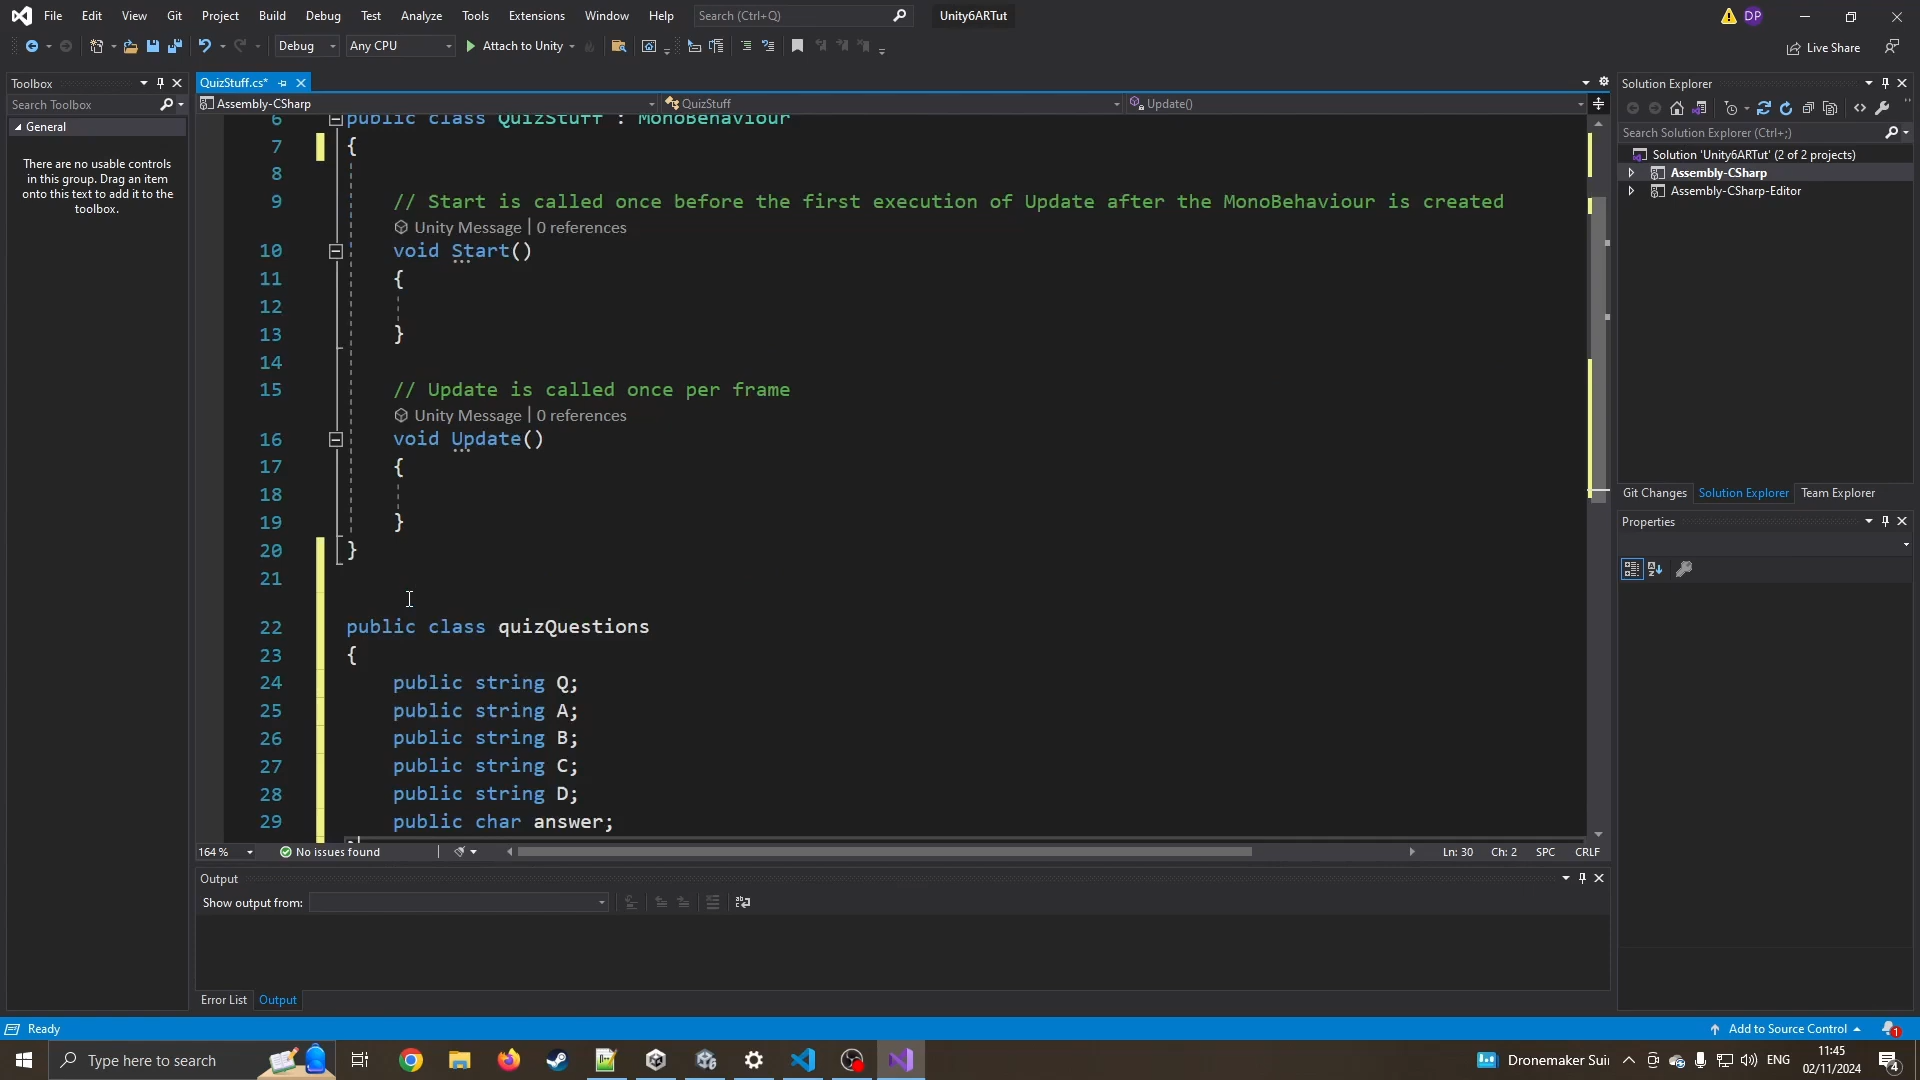 File Edit View Git Project Build Debug Test Analyze Tools Extensions Window Help Search (Ctrl+Q) Unity6ARTut DP
Debug Any CPU Attach to Unity Live Share
Toolbox
Search Toolbox
General
There are no usable controls
in this group. Drag an item
onto this text to add it to the
toolbox.
QuizStuff.cs*
Assembly-CSharp QuizStuff Update()
6 public class QuizStuff : MonoBehaviour
7 {
8
9 // Start is called once before the first execution of Update after the MonoBehaviour is created
Unity Message | 0 references
10 void Start()
11 {
12
13 }
14
15 // Update is called once per frame
Unity Message | 0 references
16 void Update()
17 {
18
19 }
20 }
21
22 public class quizQuestions
23 {
24 public string Q;
25 public string A;
26 public string B;
27 public string C;
28 public string D;
29 public char answer;
164 % No issues found Ln: 30 Ch: 2 SPC CRLF
Output
Show output from:
Error List Output
Solution Explorer
Search Solution Explorer (Ctrl+;)
Solution 'Unity6ARTut' (2 of 2 projects)
Assembly-CSharp
Assembly-CSharp-Editor
Git Changes Solution Explorer Team Explorer
Properties
Ready Add to Source Control 1
Type here to search Dronemaker Sui ENG 11:45
02/11/2024 4